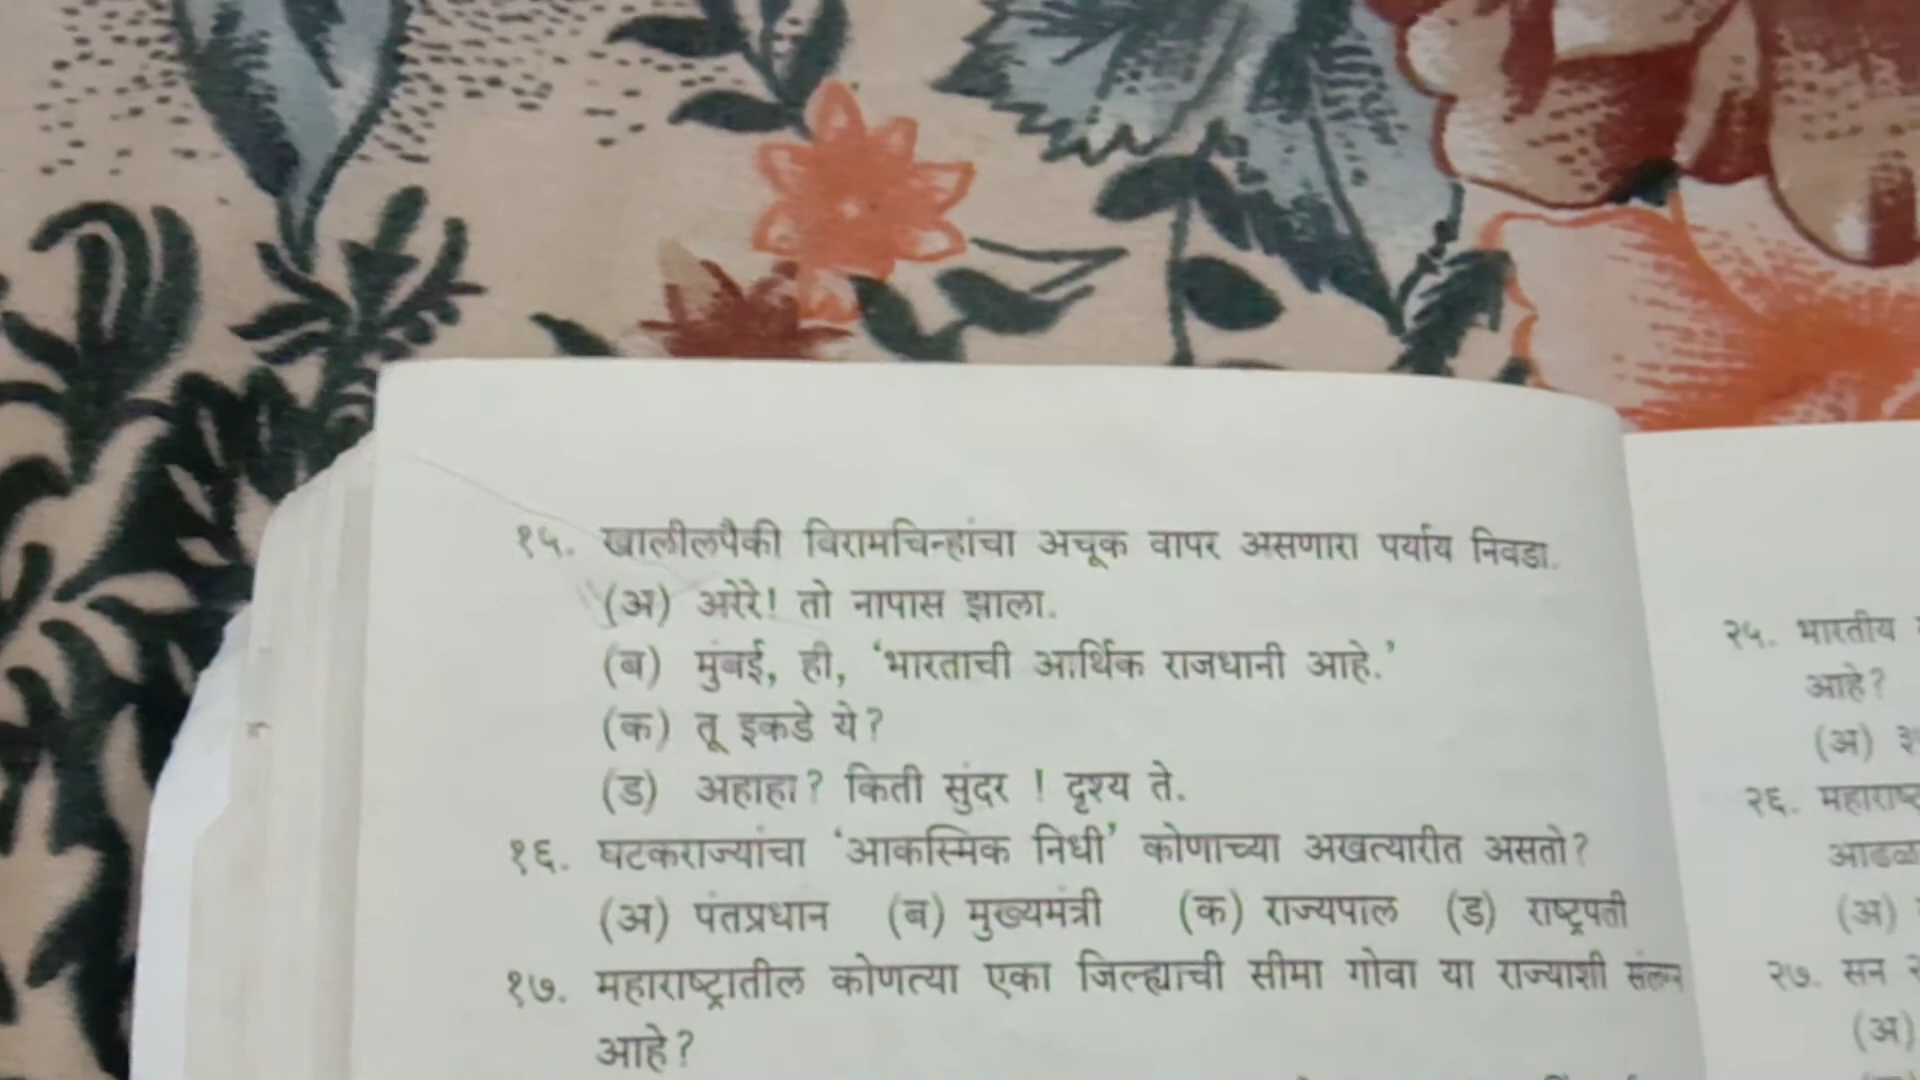 १५. खालीलपैकी विरामचिन्हांचा अचूक वापर असणारा पर्याय निवडा.
(अ) अरेरे! तो नापास झाला.
(ब) मुंबई, ही, ‘भारताची आर्थिक राजधानी आहे.’
(क) तू इकडे ये?
(ड) अहाहा? किती सुंदर ! दृश्य ते.
१६. घटकराज्यांचा ‘आकस्मिक निधी’ कोणाच्या अखत्यारीत असतो?
(अ) पंतप्रधान (ब) मुख्यमंत्री (क) राज्यपाल (ड) राष्ट्रपती
१७. महाराष्ट्रातील कोणत्या एका जिल्ह्याची सीमा गोवा या राज्याशी संलग्न
आहे?
२५. भारतीय
आहे?
(अ)
२६.
(अ)
२७. सन
(अ)